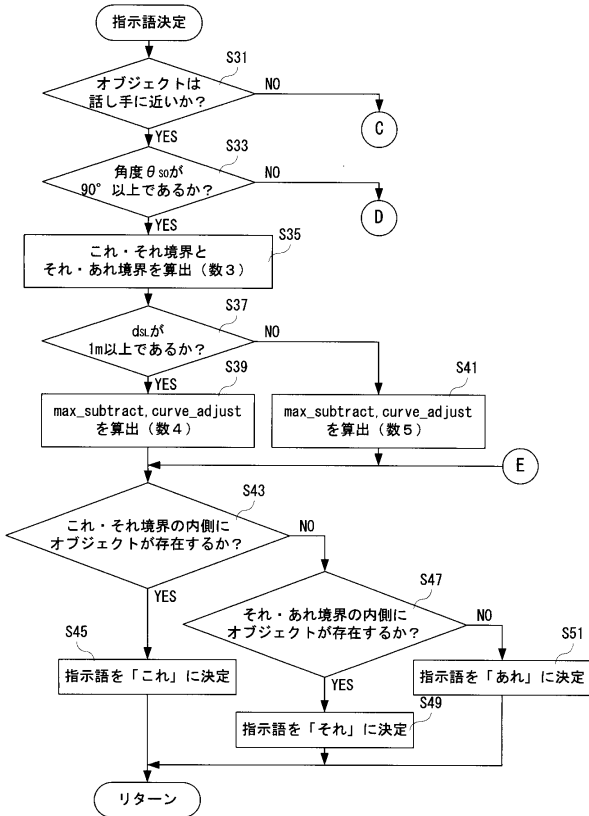 指示語決定
S31
オブジェクトは
話し手に近いか？
NO
C
YES
S33
角度θSOが
90°以上であるか？
NO
D
YES
S35
これ・それ境界と
それ・あれ境界を算出（数３）
S37
dSLが
1m以上であるか？
NO
YES
S39
max_subtract, curve_adjust
を算出（数４）
S41
max_subtract, curve_adjust
を算出（数５）
E
S43
これ・それ境界の内側に
オブジェクトが存在するか？
NO
YES
S47
それ・あれ境界の内側に
オブジェクトが存在するか？
NO
YES
S45
指示語を「これ」に決定
S51
指示語を「あれ」に決定
S49
指示語を「それ」に決定
リターン